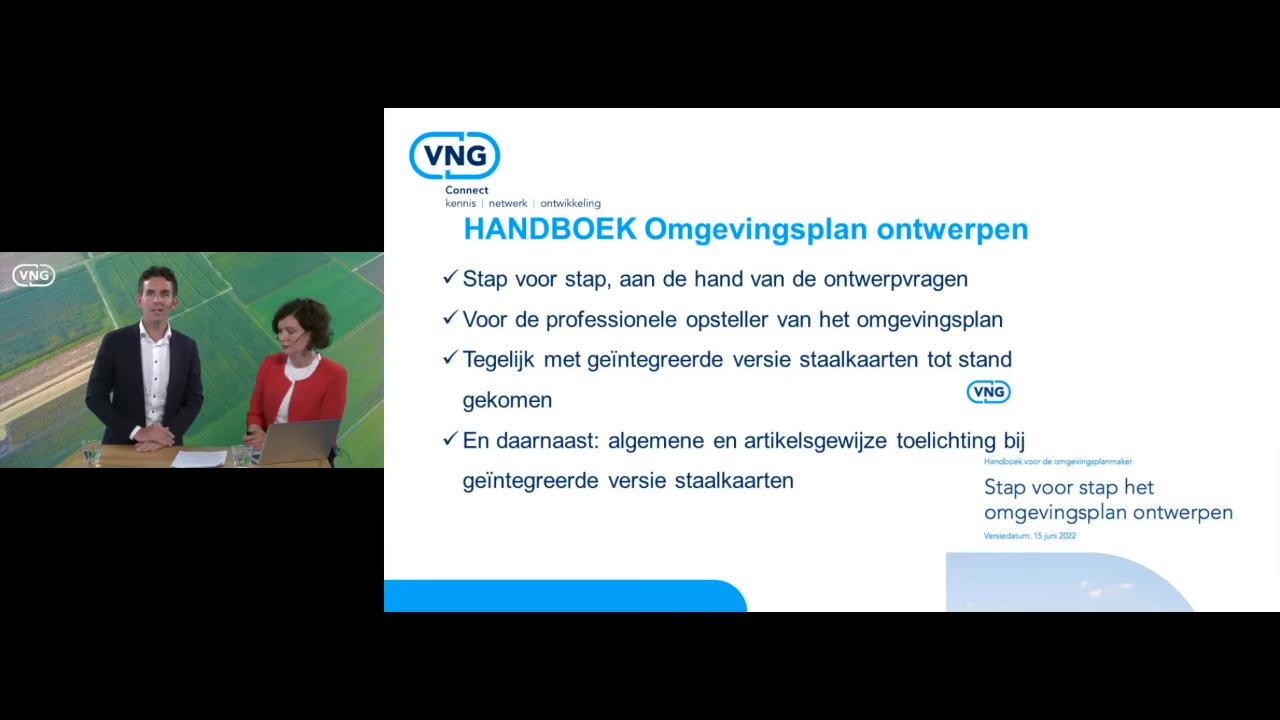 VNG
VNG
Connect
kennis | netwerk | ontwikkeling
HANDBOEK Omgevingsplan ontwerpen
✓ Stap voor stap, aan de hand van de ontwerpvragen
✓ Voor de professionele opsteller van het omgevingsplan
✓ Tegelijk met geïntegreerde versie staalkaarten tot stand
gekomen
✓ En daarnaast: algemene en artikelsgewijze toelichting bij
geïntegreerde versie staalkaarten
VNG
Handboek voor de omgevingsplanmaker
Stap voor stap het
omgevingsplan ontwerpen
Versiedatum: 15 juni 2022